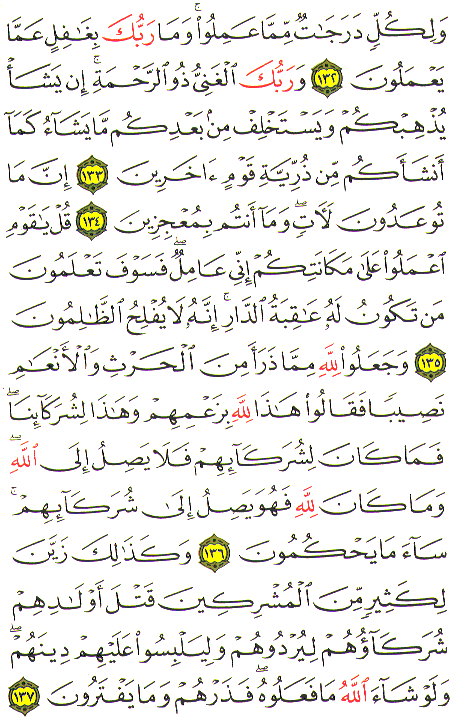 وَلِكُلٍّ دَرَجَٰتٌ مِّمَّا عَمِلُوا۟ ۚ وَمَا رَبُّكَ بِغَٰفِلٍ عَمَّا
يَعْمَلُونَ ١٣٢ وَرَبُّكَ ٱلْغَنِىُّ ذُو ٱلرَّحْمَةِ ۚ إِن يَشَأْ
يُذْهِبْكُمْ وَيَسْتَخْلِفْ مِنۢ بَعْدِكُم مَّا يَشَآءُ كَمَآ
أَنشَأَكُم مِّن ذُرِّيَّةِ قَوْمٍ ءَاخَرِينَ ١٣٣ إِنَّ مَا
تُوعَدُونَ لَءَاتٍ ۖ وَمَآ أَنتُم بِمُعْجِزِينَ ١٣٤ قُلْ يَٰقَوْمِ
ٱعْمَلُوا۟ عَلَىٰ مَكَانَتِكُمْ إِنِّى عَامِلٌ ۖ فَسَوْفَ تَعْلَمُونَ
مَن تَكُونُ لَهُۥ عَٰقِبَةُ ٱلدَّارِ ۗ إِنَّهُۥ لَا يُفْلِحُ ٱلظَّٰلِمُونَ
١٣٥ وَجَعَلُوا۟ لِلَّهِ مِمَّا ذَرَأَ مِنَ ٱلْحَرْثِ وَٱلْأَنْعَٰمِ
نَصِيبًا فَقَالُوا۟ هَٰذَا لِلَّهِ بِزَعْمِهِمْ وَهَٰذَا لِشُرَكَآئِنَا ۖ
فَمَا كَانَ لِشُرَكَآئِهِمْ فَلَا يَصِلُ إِلَى ٱللَّهِ ۖ
وَمَا كَانَ لِلَّهِ فَهُوَ يَصِلُ إِلَىٰ شُرَكَآئِهِمْ ۗ
سَآءَ مَا يَحْكُمُونَ ١٣٦ وَكَذَٰلِكَ زَيَّنَ
لِكَثِيرٍ مِّنَ ٱلْمُشْرِكِينَ قَتْلَ أَوْلَٰدِهِمْ
شُرَكَآؤُهُمْ لِيُرْدُوهُمْ وَلِيَلْبِسُوا۟ عَلَيْهِمْ دِينَهُمْ ۖ
وَلَوْ شَآءَ ٱللَّهُ مَا فَعَلُوهُ ۖ فَذَرْهُمْ وَمَا يَفْتَرُونَ ١٣٧